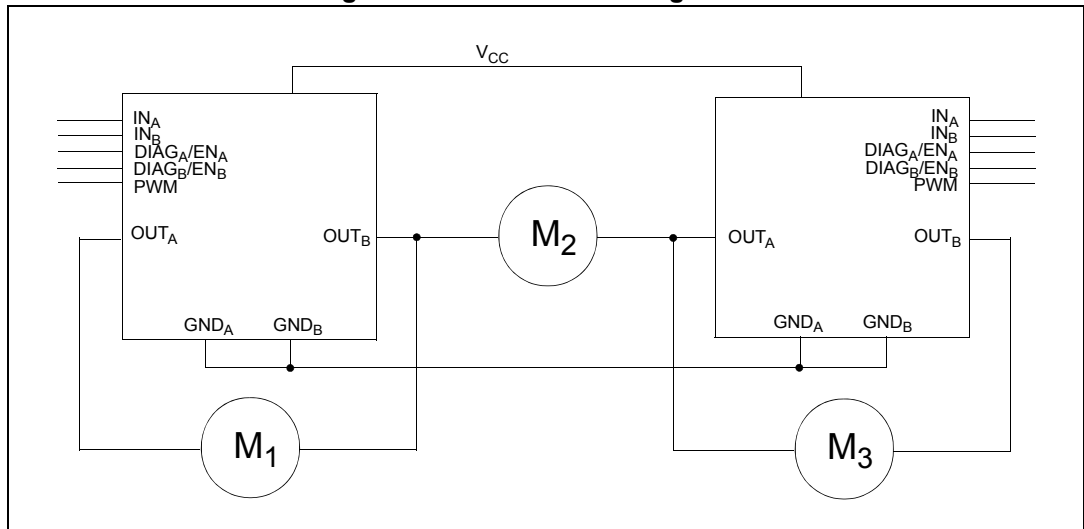 V_CC
IN_A
IN_B
DIAG_A/EN_A
DIAG_B/EN_B
PWM
OUT_A
OUT_B
GND_A GND_B
M_1
M_2
IN_A
IN_B
DIAG_A/EN_A
DIAG_B/EN_B
PWM
OUT_A
OUT_B
GND_A GND_B
M_3